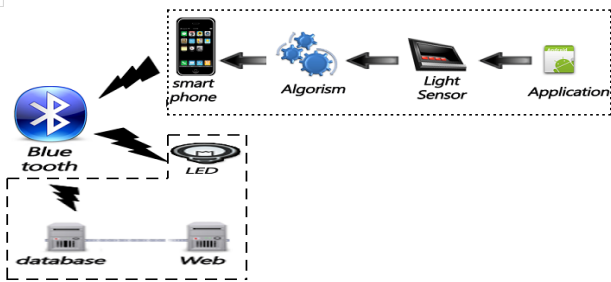 smart
phone
Algorism
Light
Sensor
Application
Blue
tooth
LED
database
Web